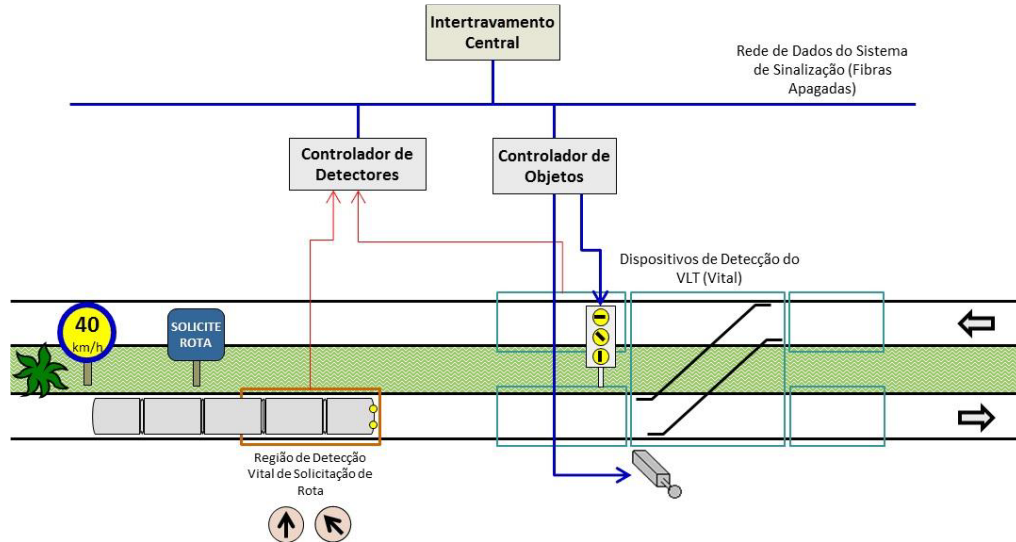 Intertravamento
Central
Rede de Dados do Sistema
de Sinalização (Fibras
Apagadas)
Controlador de
Detectores
Controlador de
Objetos
Dispositivos de Detecção do
VLT (Vital)
40
km/h
SOLICITE
ROTA
Região de Detecção
Vital de Solicitação de
Rota